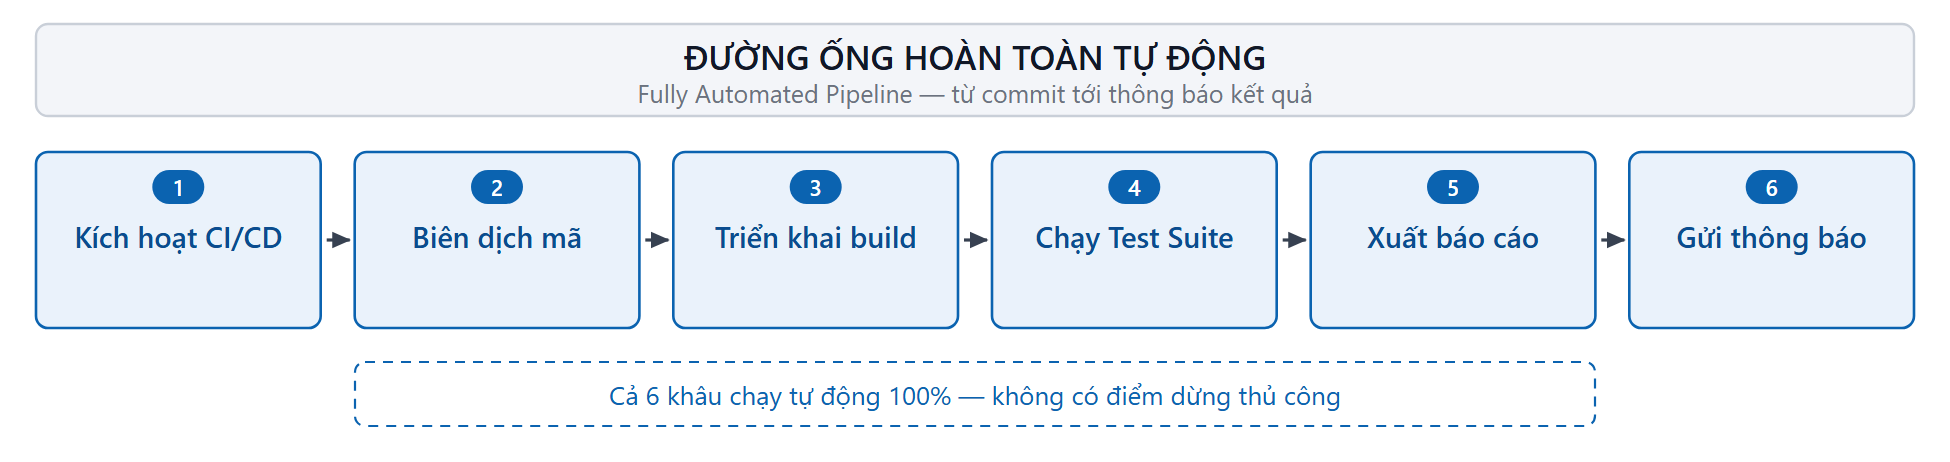 ĐƯỜNG ỐNG HOÀN TOÀN TỰ ĐỘNG
Fully Automated Pipeline — từ commit tới thông báo kết quả
1
Kích hoạt CI/CD
2
Biên dịch mã
3
Triển khai build
4
Chạy Test Suite
5
Xuất báo cáo
6
Gửi thông báo
Cả 6 khâu chạy tự động 100% — không có điểm dừng thủ công